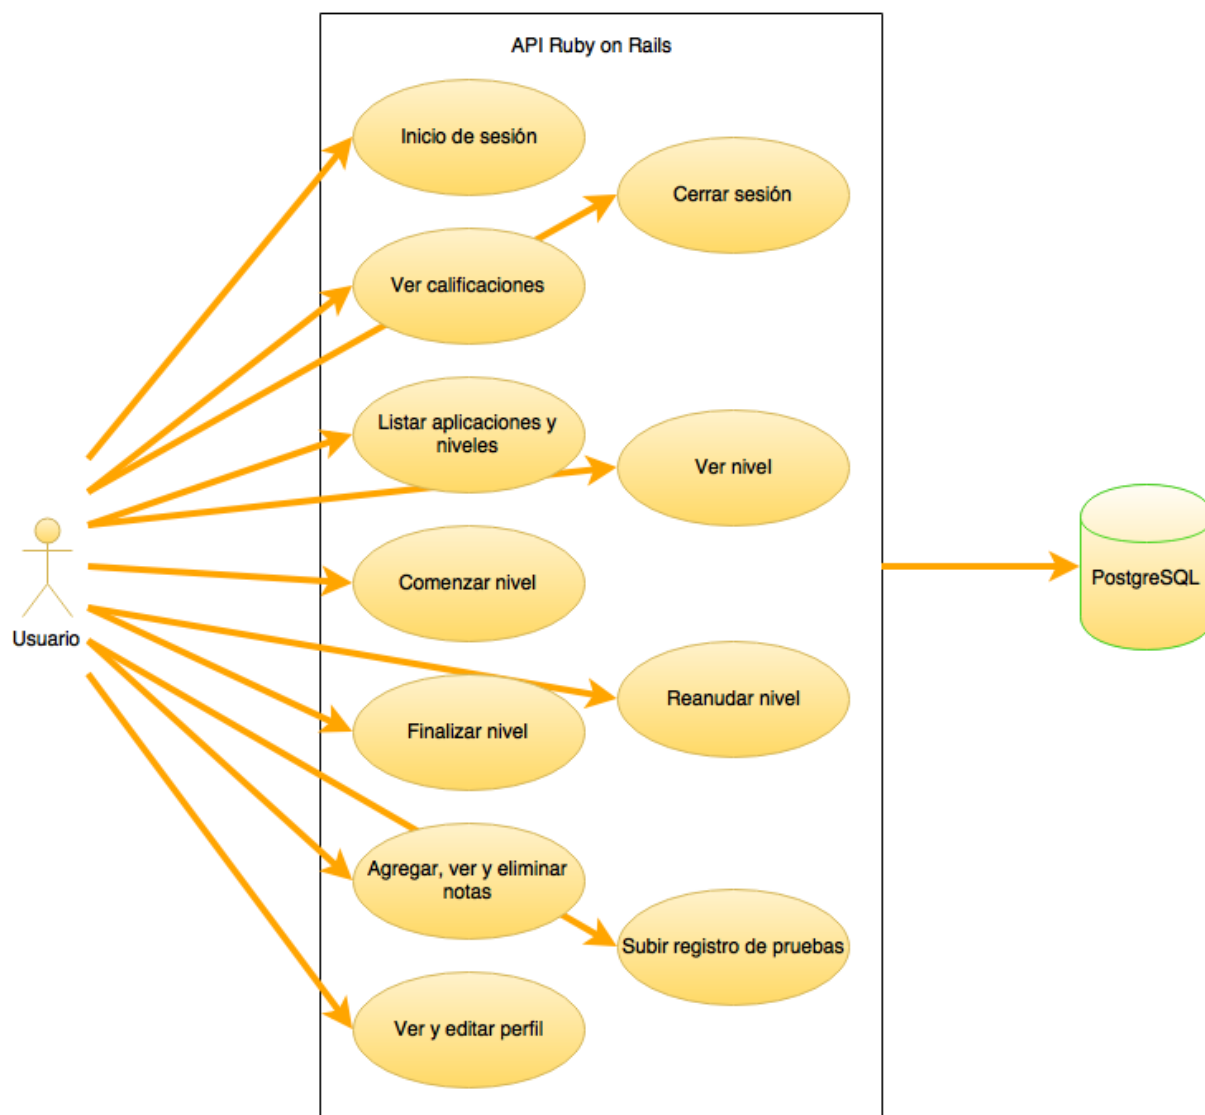 API Ruby on Rails
Inicio de sesión
Cerrar sesión
Ver calificaciones
Listar aplicaciones y
niveles
Ver nivel
Comenzar nivel
PostgreSQL
Usuario
Reanudar nivel
Finalizar nivel
Agregar, ver y eliminar
notas
Subir registro de pruebas
Ver y editar perfil